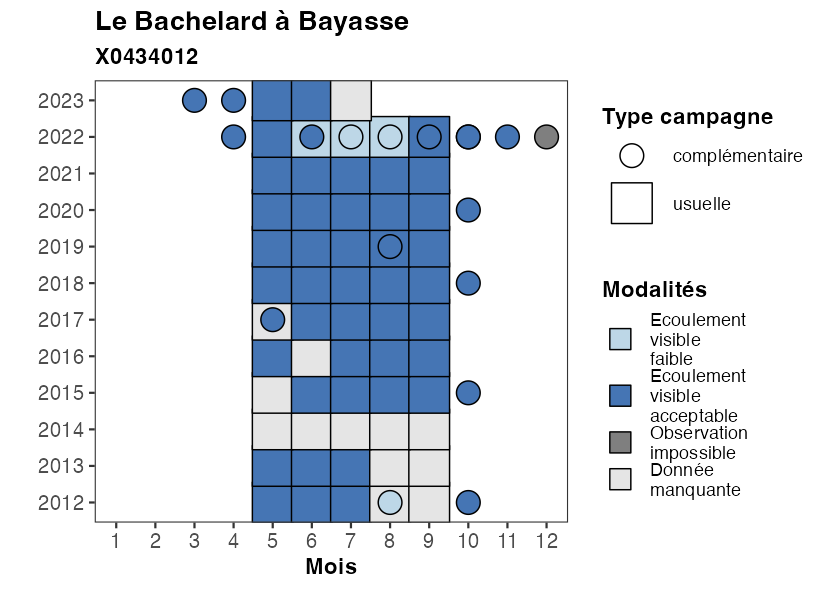 Le Bachelard à Bayasse
X0434012
2023
2022
2021
2020
2019
2018
2017
2016
2015
2014
2013
2012
1 2 3 4 5 6 7 8 9 10 11 12
Mois
Type campagne
complémentaire
usuelle
Modalités
Ecoulement
visible
faible
Ecoulement
visible
acceptable
Observation
impossible
Donnée
manquante